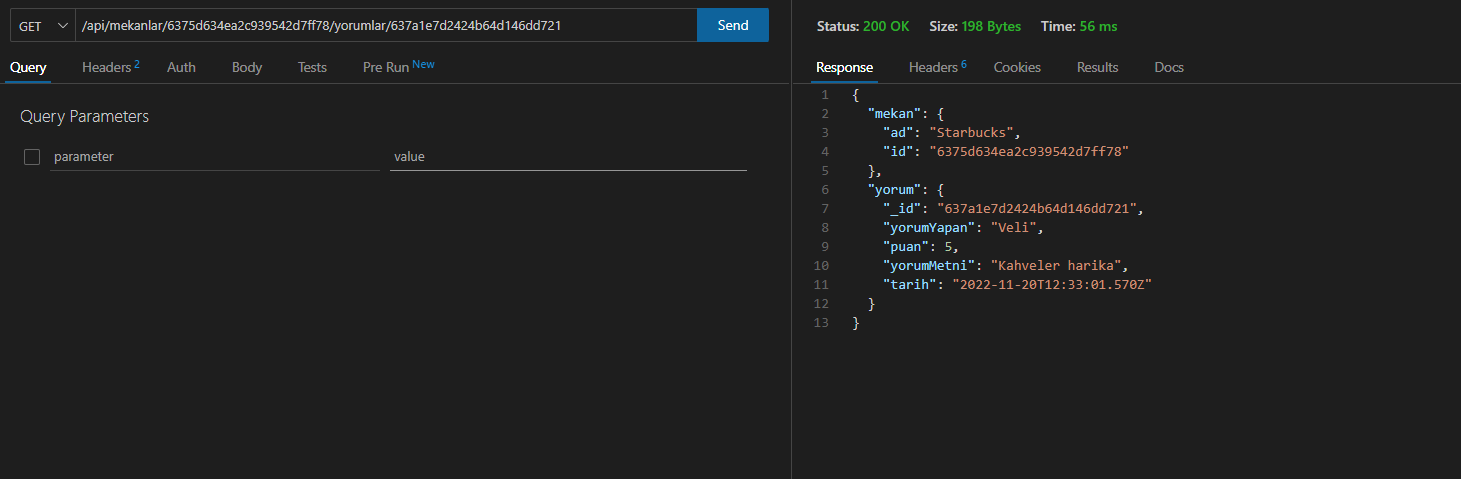 GET /api/mekanlar/6375d634ea2c939542d7ff78/yorumlar/637a1e7d2424b64d146dd721 Send
Query Headers 2 Auth Body Tests Pre Run New
Query Parameters
parameter value
Status: 200 OK Size: 198 Bytes Time: 56 ms
Response Headers 6 Cookies Results Docs
1 {
2 "mekan": {
3 "ad": "Starbucks",
4 "id": "6375d634ea2c939542d7ff78"
5 },
6 "yorum": {
7 "_id": "637a1e7d2424b64d146dd721",
8 "yorumYapan": "Veli",
9 "puan": 5,
10 "yorumMetni": "Kahveler harika",
11 "tarih": "2022-11-20T12:33:01.570Z"
12 }
13 }